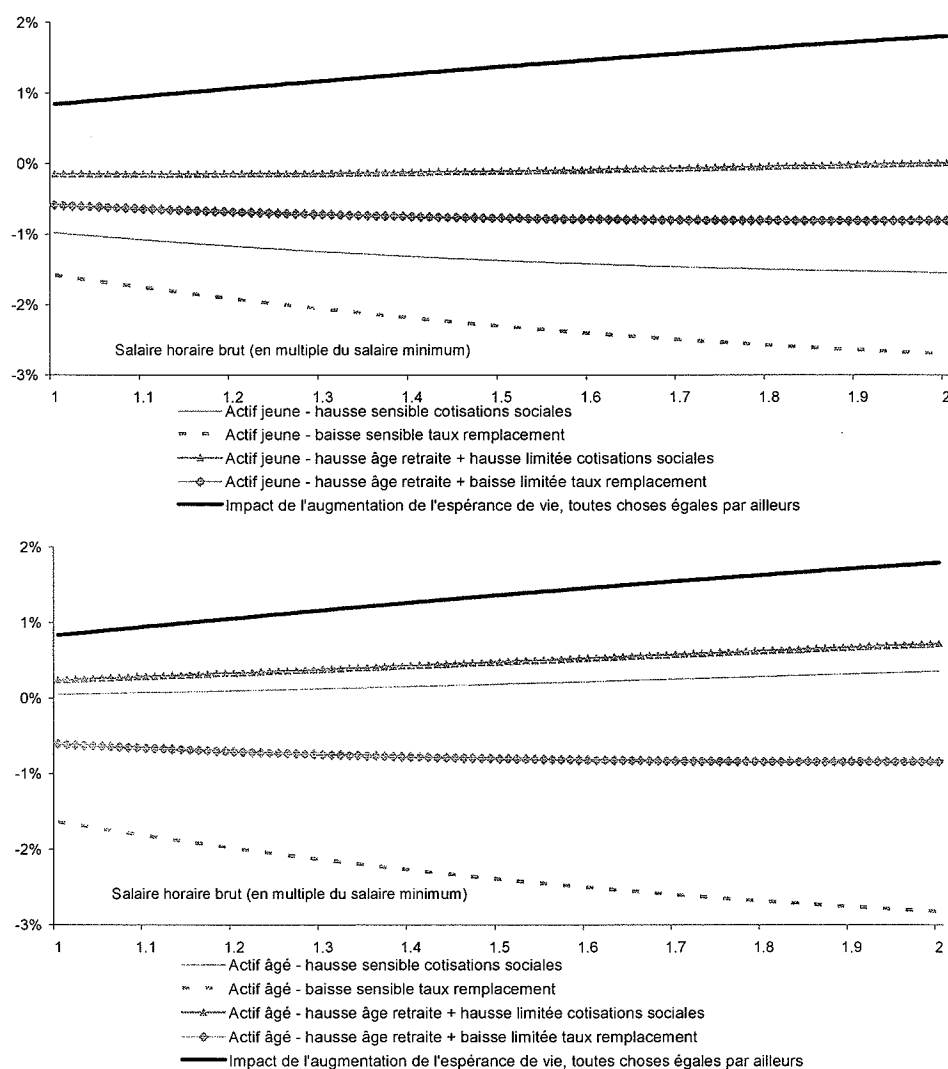 2%
1%
0%
-1%
-2%
-3%
Salaire horaire brut (en multiple du salaire minimum)
1 1.1 1.2 1.3 1.4 1.5 1.6 1.7 1.8 1.9 2
Actif jeune - hausse sensible cotisations sociales
Actif jeune - baisse sensible taux remplacement
Actif jeune - hausse âge retraite + hausse limitée cotisations sociales
Actif jeune - hausse âge retraite + baisse limitée taux remplacement
Impact de l'augmentation de l'espérance de vie, toutes choses égales par ailleurs
2%
1%
0%
-1%
-2%
-3%
Salaire horaire brut (en multiple du salaire minimum)
1 1.1 1.2 1.3 1.4 1.5 1.6 1.7 1.8 1.9 2
Actif âgé - hausse sensible cotisations sociales
Actif âgé - baisse sensible taux remplacement
Actif âgé - hausse âge retraite + hausse limitée cotisations sociales
Actif âgé - hausse âge retraite + baisse limitée taux remplacement
Impact de l'augmentation de l'espérance de vie, toutes choses égales par ailleurs